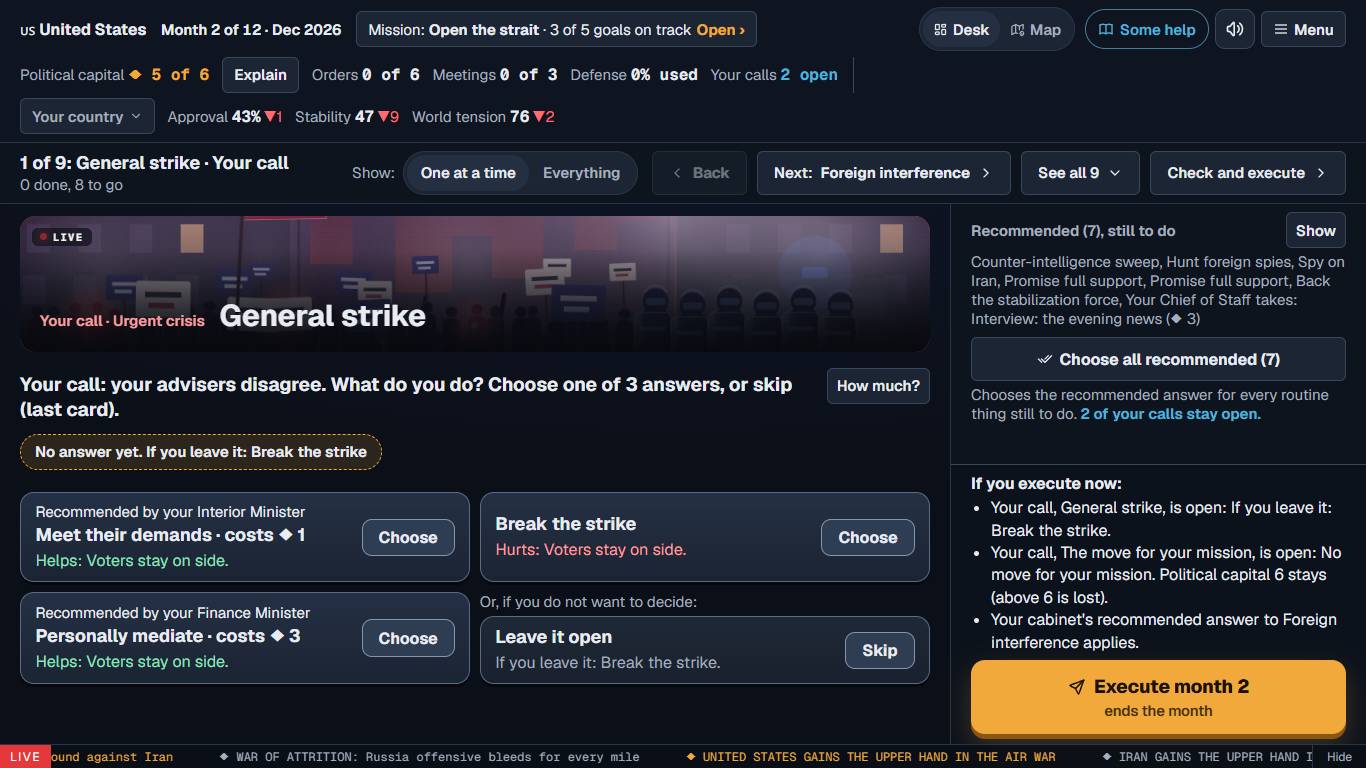 US United States Month 2 of 12 · Dec 2026 Mission: Open the strait · 3 of 5 goals on track Open › Desk Map Some help Menu
Political capital ◆ 5 of 6 Explain Orders 0 of 6 Meetings 0 of 3 Defense 0% used Your calls 2 open
Your country Approval 43% ▼1 Stability 47 ▼9 World tension 76 ▼2
1 of 9: General strike · Your call
0 done, 8 to go
Show: One at a time Everything Back Next: Foreign interference See all 9 Check and execute
LIVE
Your call · Urgent crisis General strike
Your call: your advisers disagree. What do you do? Choose one of 3 answers, or skip
(last card).
How much?
No answer yet. If you leave it: Break the strike
Recommended by your Interior Minister
Meet their demands · costs ◆ 1
Helps: Voters stay on side.
Choose
Break the strike
Hurts: Voters stay on side.
Choose
Recommended by your Finance Minister
Personally mediate · costs ◆ 3
Helps: Voters stay on side.
Choose
Or, if you do not want to decide:
Leave it open
If you leave it: Break the strike.
Skip
Recommended (7), still to do Show
Counter-intelligence sweep, Hunt foreign spies, Spy on
Iran, Promise full support, Promise full support, Back
the stabilization force, Your Chief of Staff takes:
Interview: the evening news (◆ 3)
Choose all recommended (7)
Chooses the recommended answer for every routine
thing still to do. 2 of your calls stay open.
If you execute now:
• Your call, General strike, is open: If you leave it:
Break the strike.
• Your call, The move for your mission, is open: No
move for your mission. Political capital 6 stays
(above 6 is lost).
• Your cabinet's recommended answer to Foreign
interference applies.
Execute month 2
ends the month
LIVE ound against Iran ◆ WAR OF ATTRITION: Russia offensive bleeds for every mile ◆ UNITED STATES GAINS THE UPPER HAND IN THE AIR WAR ◆ IRAN GAINS THE UPPER HAND I Hide